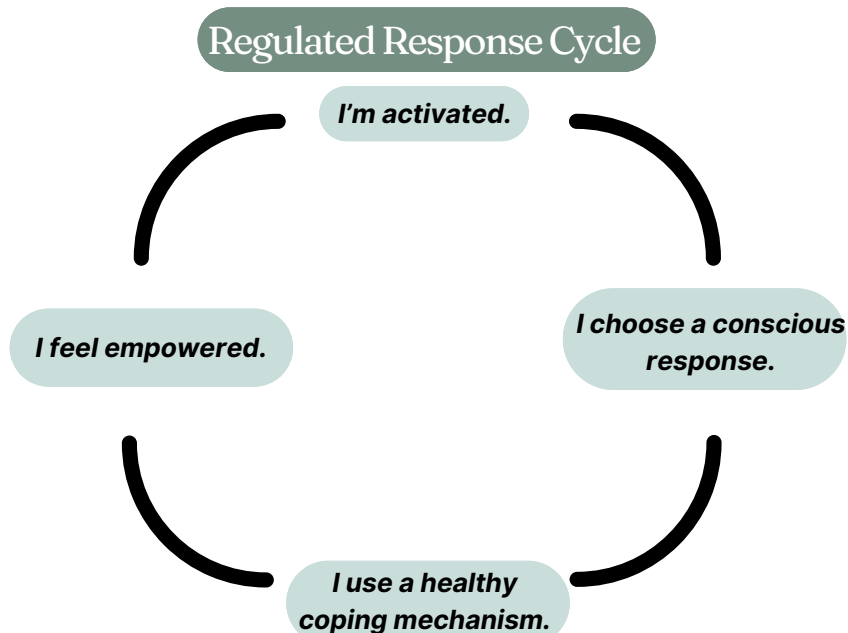 Regulated Response Cycle
I’m activated.
I choose a conscious
response.
I feel empowered.
I use a healthy
coping mechanism.